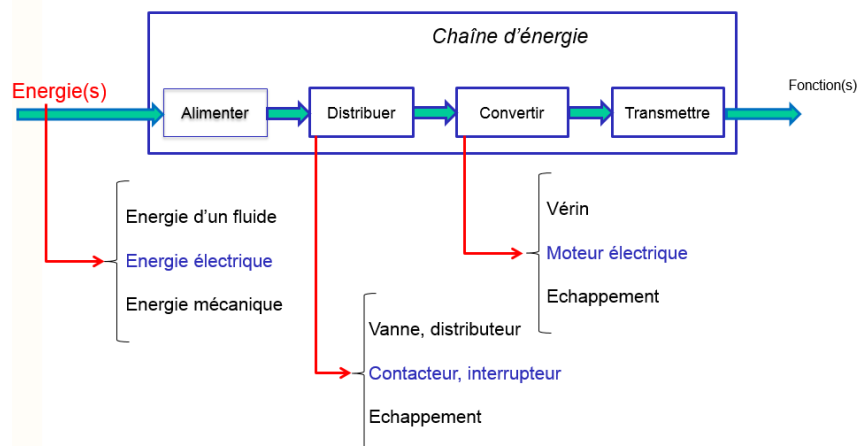 Chaîne d’énergie
Energie(s)
Fonction(s)
Alimenter
Distribuer
Convertir
Transmettre
Energie d’un fluide
Energie électrique
Energie mécanique
Vérin
Moteur électrique
Echappement
Vanne, distributeur
Contacteur, interrupteur
Echappement